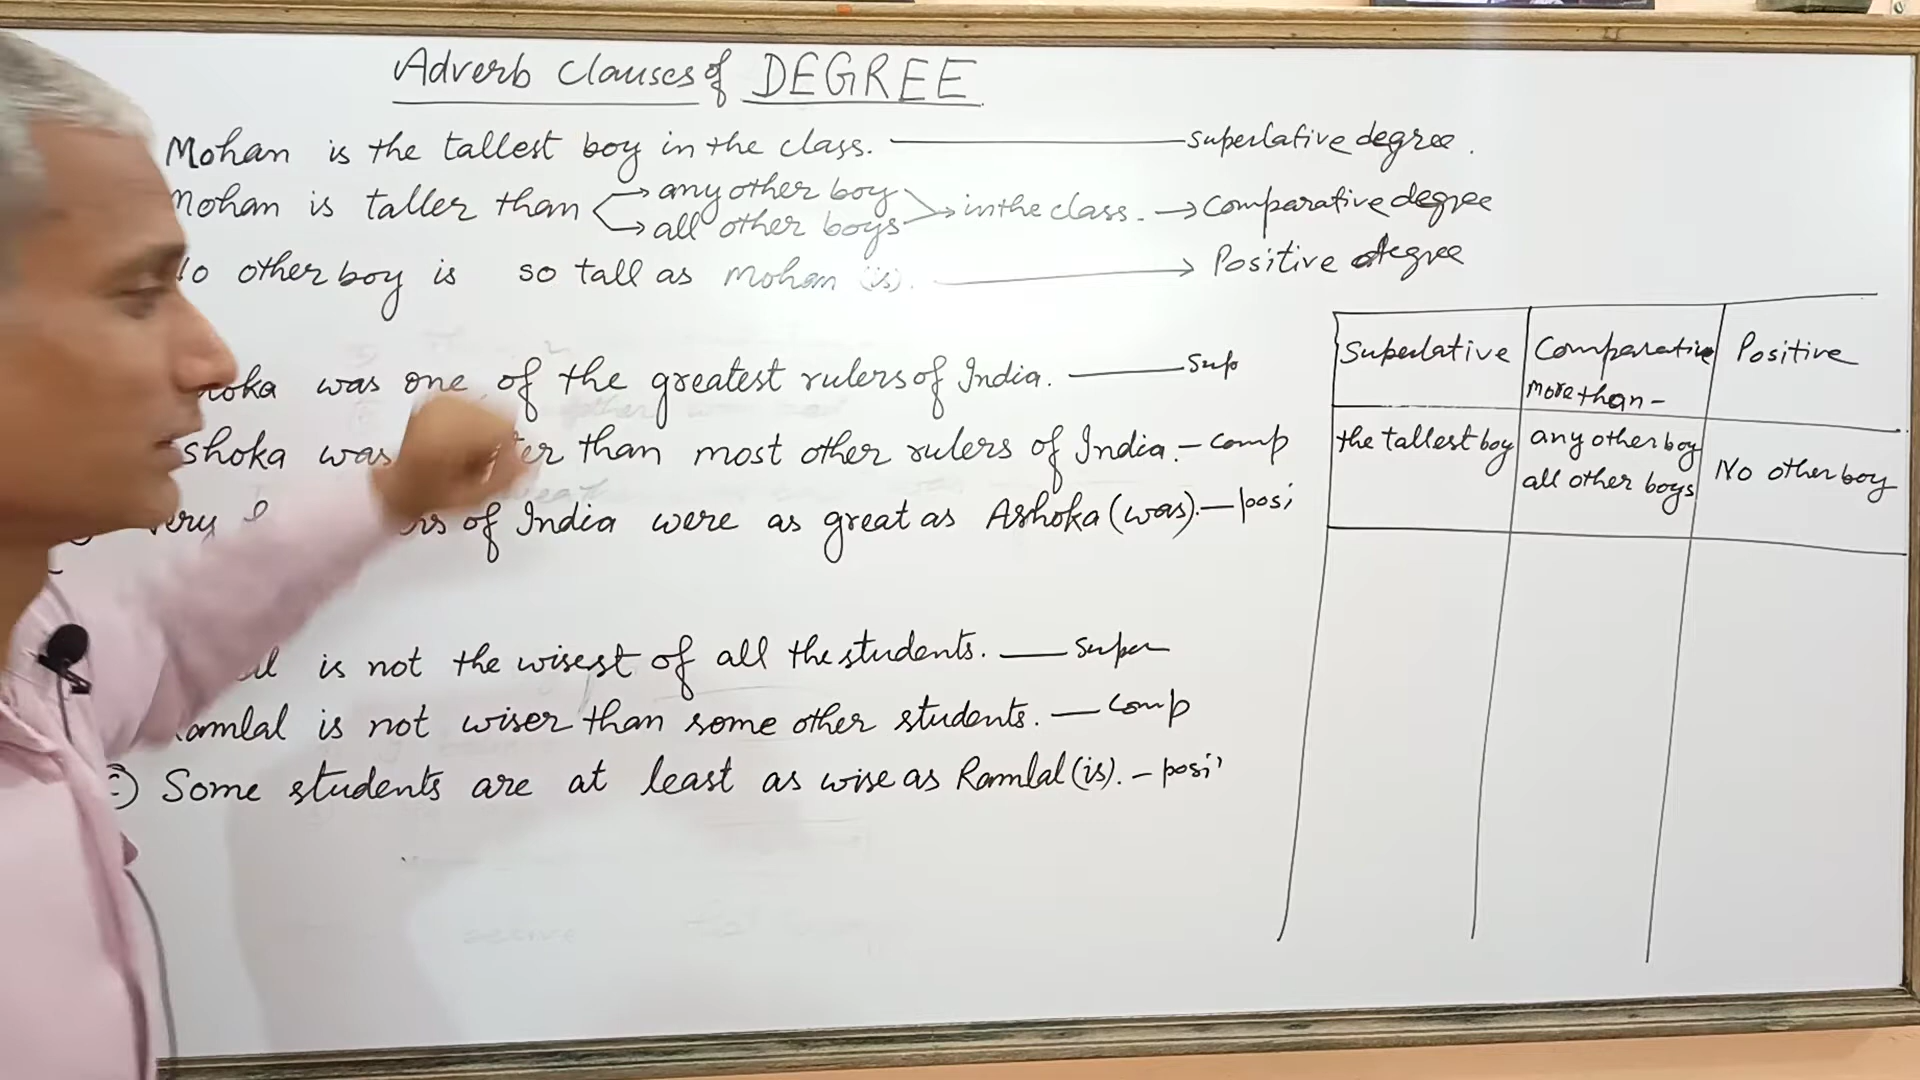 Adverb Clauses of DEGREE
Mohan is the tallest boy in the class. superlative degree.
Mohan is taller than any other boy all other boys in the class. comparative degree
other boy is so tall as Mohan (is). Positive degree
was one of the greatest rulers of India. Sup
was than most other rulers of India. comp
of India were as great as Ashoka (was). posi
is not the wisest of all the students. Super
is not wiser than some other students. Comp
Some students are at least as wise as Ramlal (is). posi
Superlative Comparative Positive
More than -
the tallest boy any other boy No other boy
all other boys